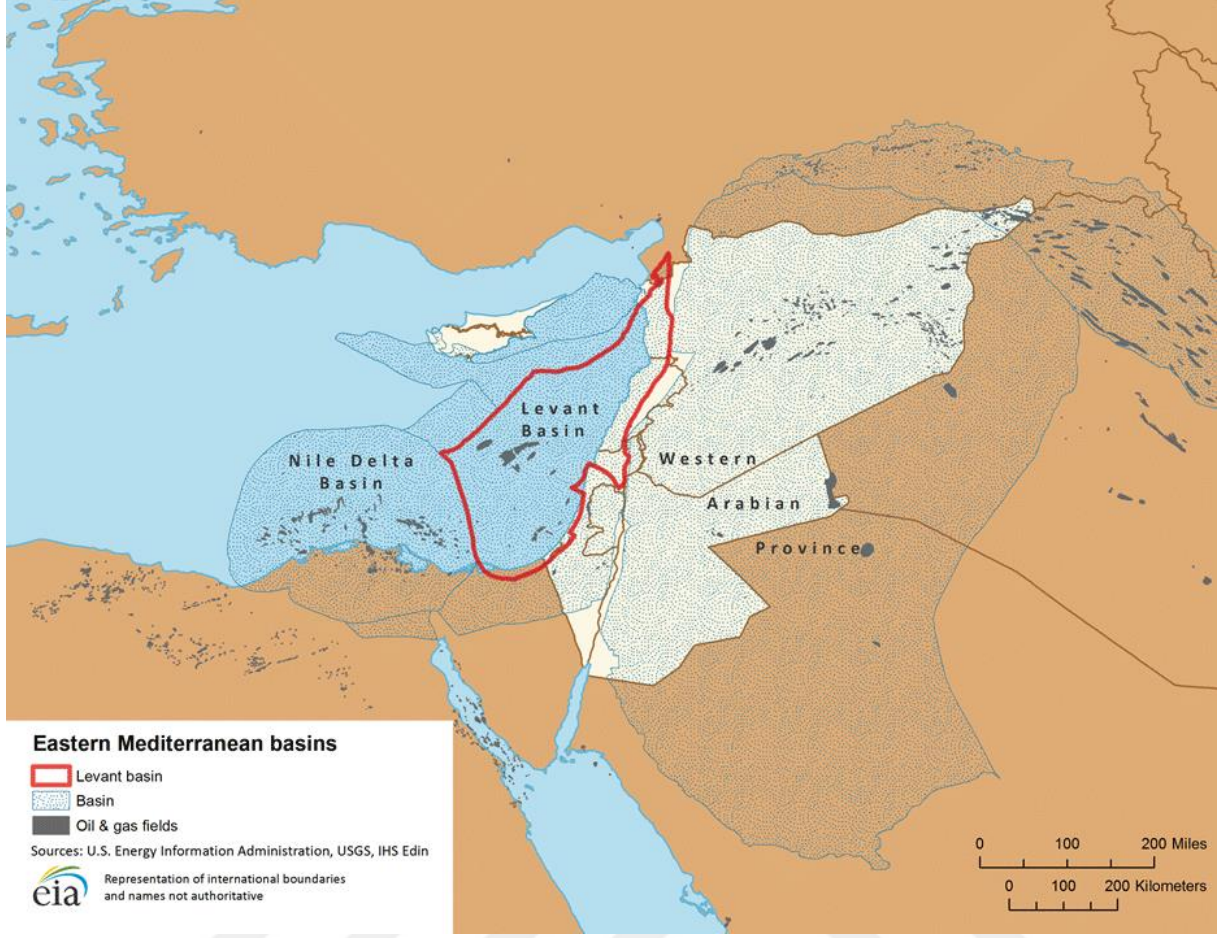 Levant
Basin
Nile Delta
Basin
Western
Arabian
Province
Eastern Mediterranean basins
Levant basin
Basin
Oil & gas fields
Sources: U.S. Energy Information Administration, USGS, IHS Edin
eia
Representation of international boundaries
and names not authoritative
0 100 200 Miles
0 100 200 Kilometers